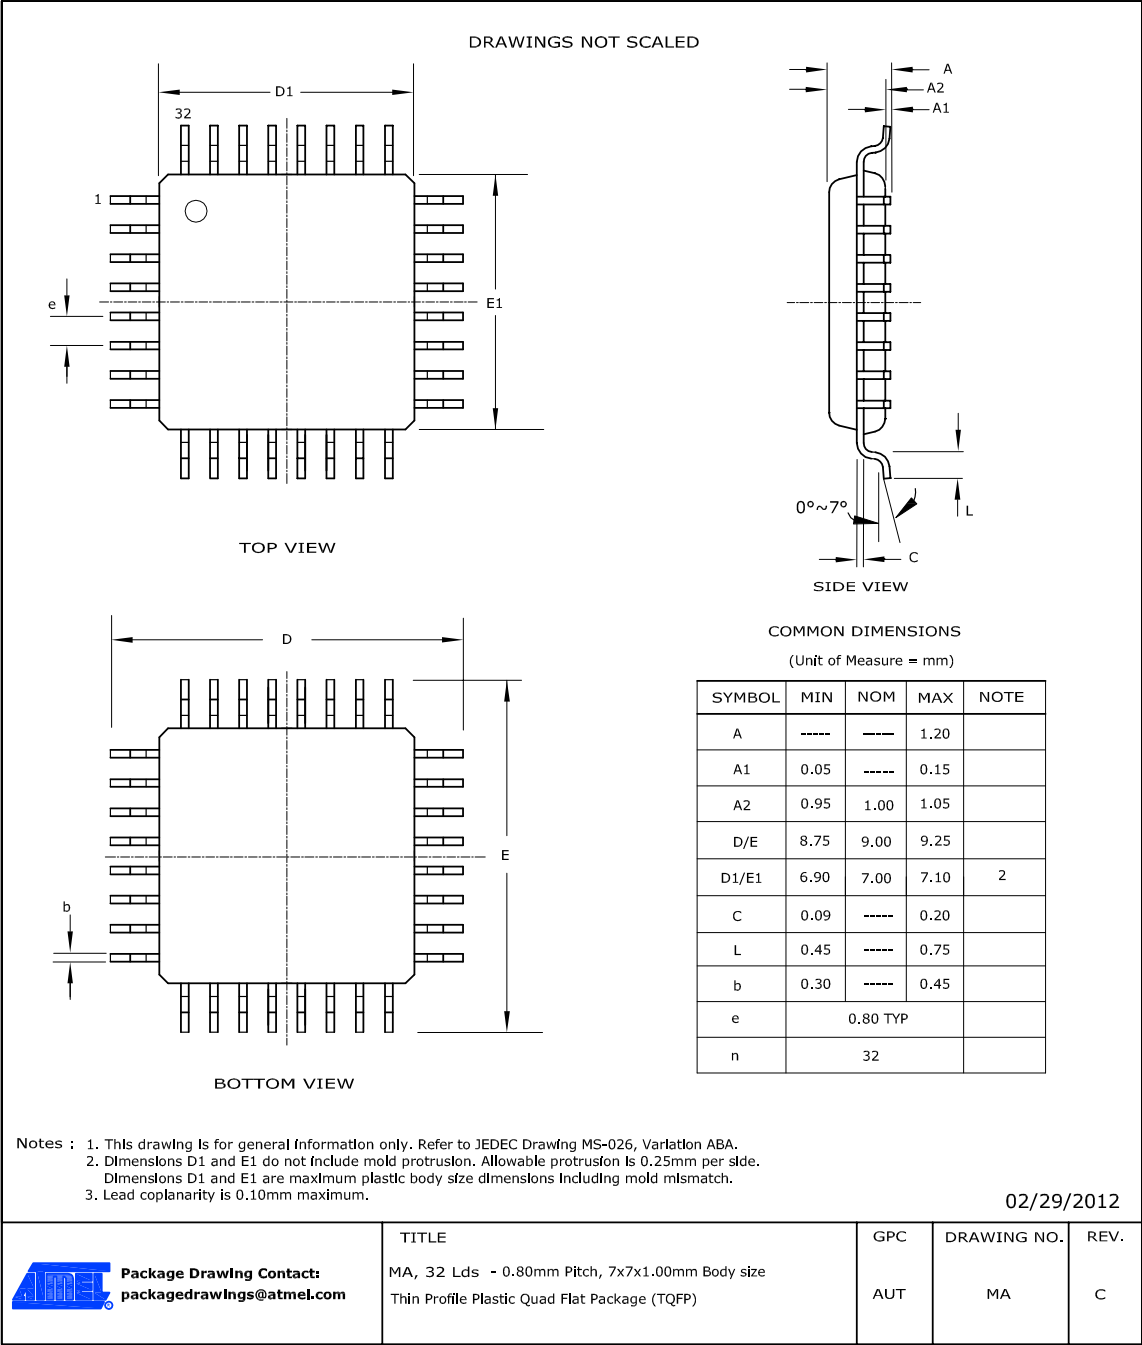 DRAWINGS NOT SCALED
D1
32
1
e
E1
TOP VIEW
A
A2
A1
0°~7°
L
C
SIDE VIEW
D
E
b
BOTTOM VIEW
COMMON DIMENSIONS
(Unit of Measure = mm)
SYMBOL MIN NOM MAX NOTE
A ----- ----- 1.20
A1 0.05 ----- 0.15
A2 0.95 1.00 1.05
D/E 8.75 9.00 9.25
D1/E1 6.90 7.00 7.10 2
C 0.09 ----- 0.20
L 0.45 ----- 0.75
b 0.30 ----- 0.45
e 0.80 TYP
n 32
Notes : 1. This drawing is for general information only. Refer to JEDEC Drawing MS-026, Variation ABA.
2. Dimensions D1 and E1 do not include mold protrusion. Allowable protrusion is 0.25mm per side.
Dimensions D1 and E1 are maximum plastic body size dimensions including mold mismatch.
3. Lead coplanarity is 0.10mm maximum.
02/29/2012
ATMEL ®
Package Drawing Contact:
packagedrawings@atmel.com
TITLE
MA, 32 Lds - 0.80mm Pitch, 7x7x1.00mm Body size
Thin Profile Plastic Quad Flat Package (TQFP)
GPC
AUT
DRAWING NO.
MA
REV.
C